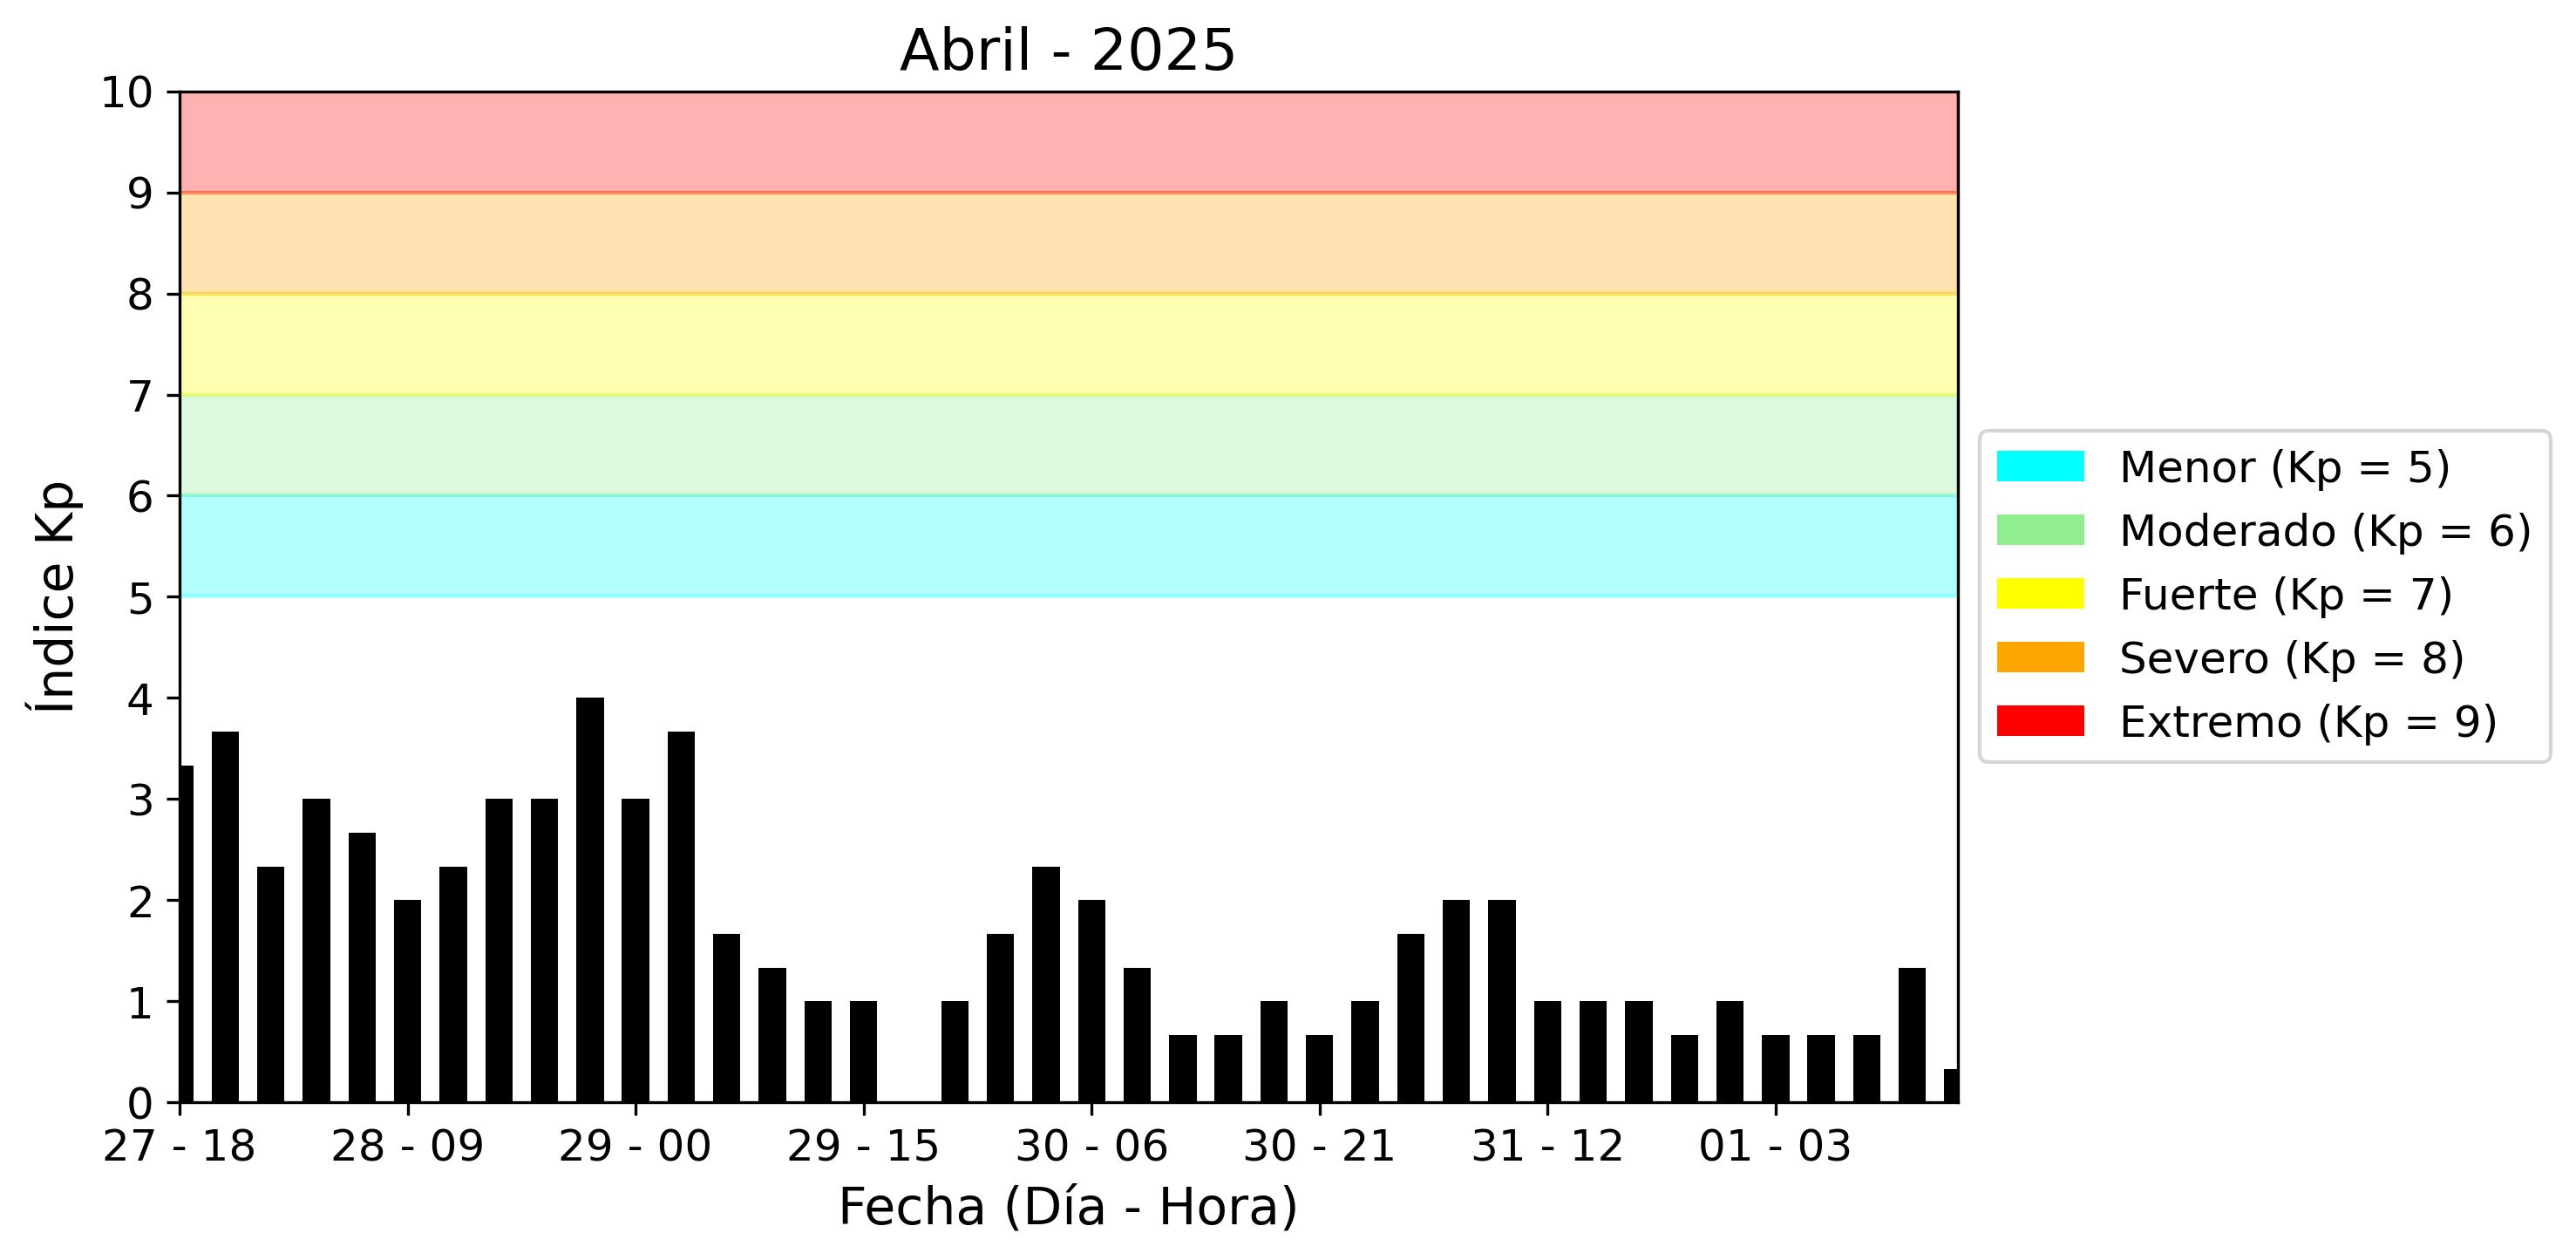 Abril - 2025
10
9
8
7
6
5
4
3
2
1
0
Índice Kp
27 - 18
28 - 09
29 - 00
29 - 15
30 - 06
30 - 21
31 - 12
01 - 03
Fecha (Día - Hora)
Menor (Kp = 5)
Moderado (Kp = 6)
Fuerte (Kp = 7)
Severo (Kp = 8)
Extremo (Kp = 9)